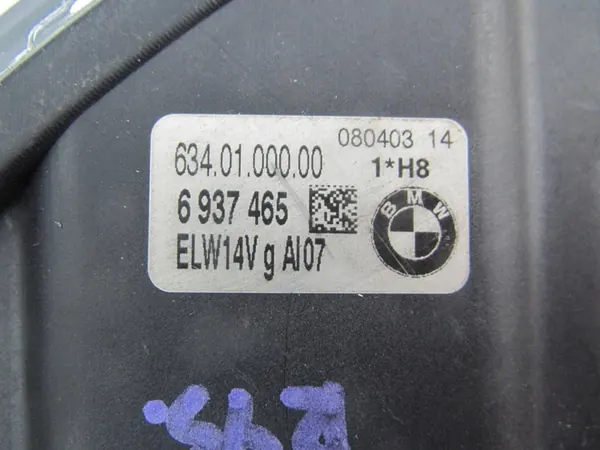 080403 14
634.01.000.00
1*H8
6 937 465
BMW
ELW14V g AI07